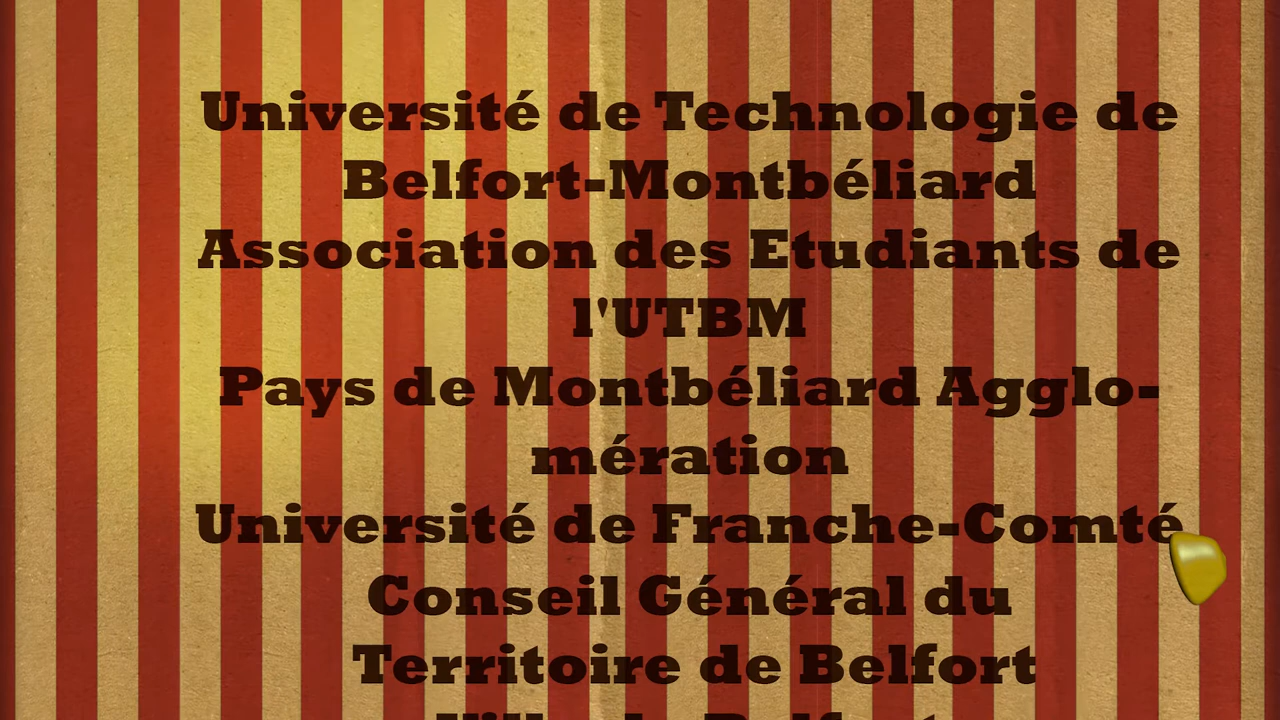 Université de Technologie de
Belfort-Montbéliard
Association des Etudiants de
l'UTBM
Pays de Montbéliard Agglo-
mération
Université de Franche-Comté
Conseil Général du
Territoire de Belfort